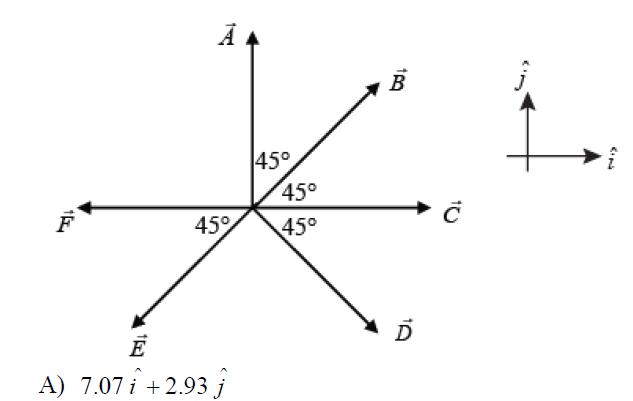 A⃗
B⃗
ĵ
45°
î
45°
F⃗
C⃗
45°
45°
D⃗
E⃗
A) 7.07 î + 2.93 ĵ